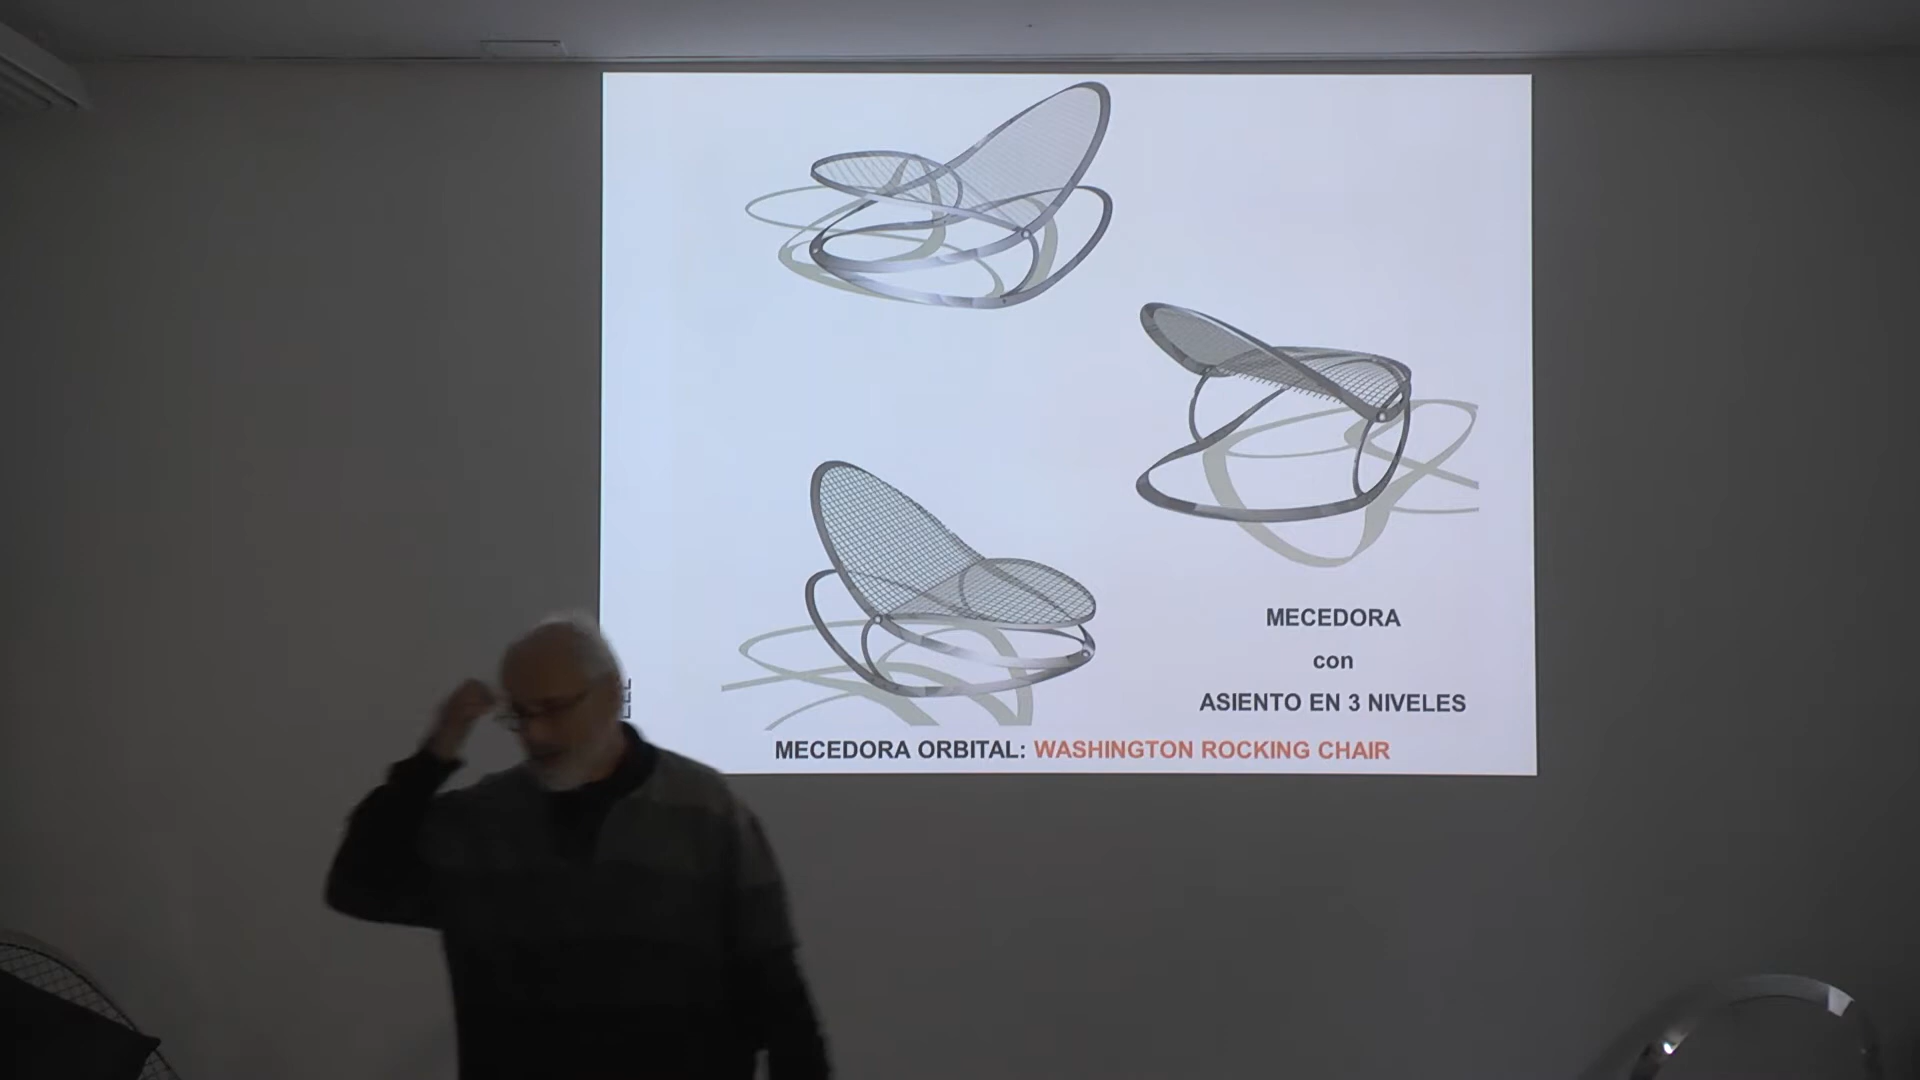 MECEDORA
con
ASIENTO EN 3 NIVELES
MECEDORA ORBITAL: WASHINGTON ROCKING CHAIR